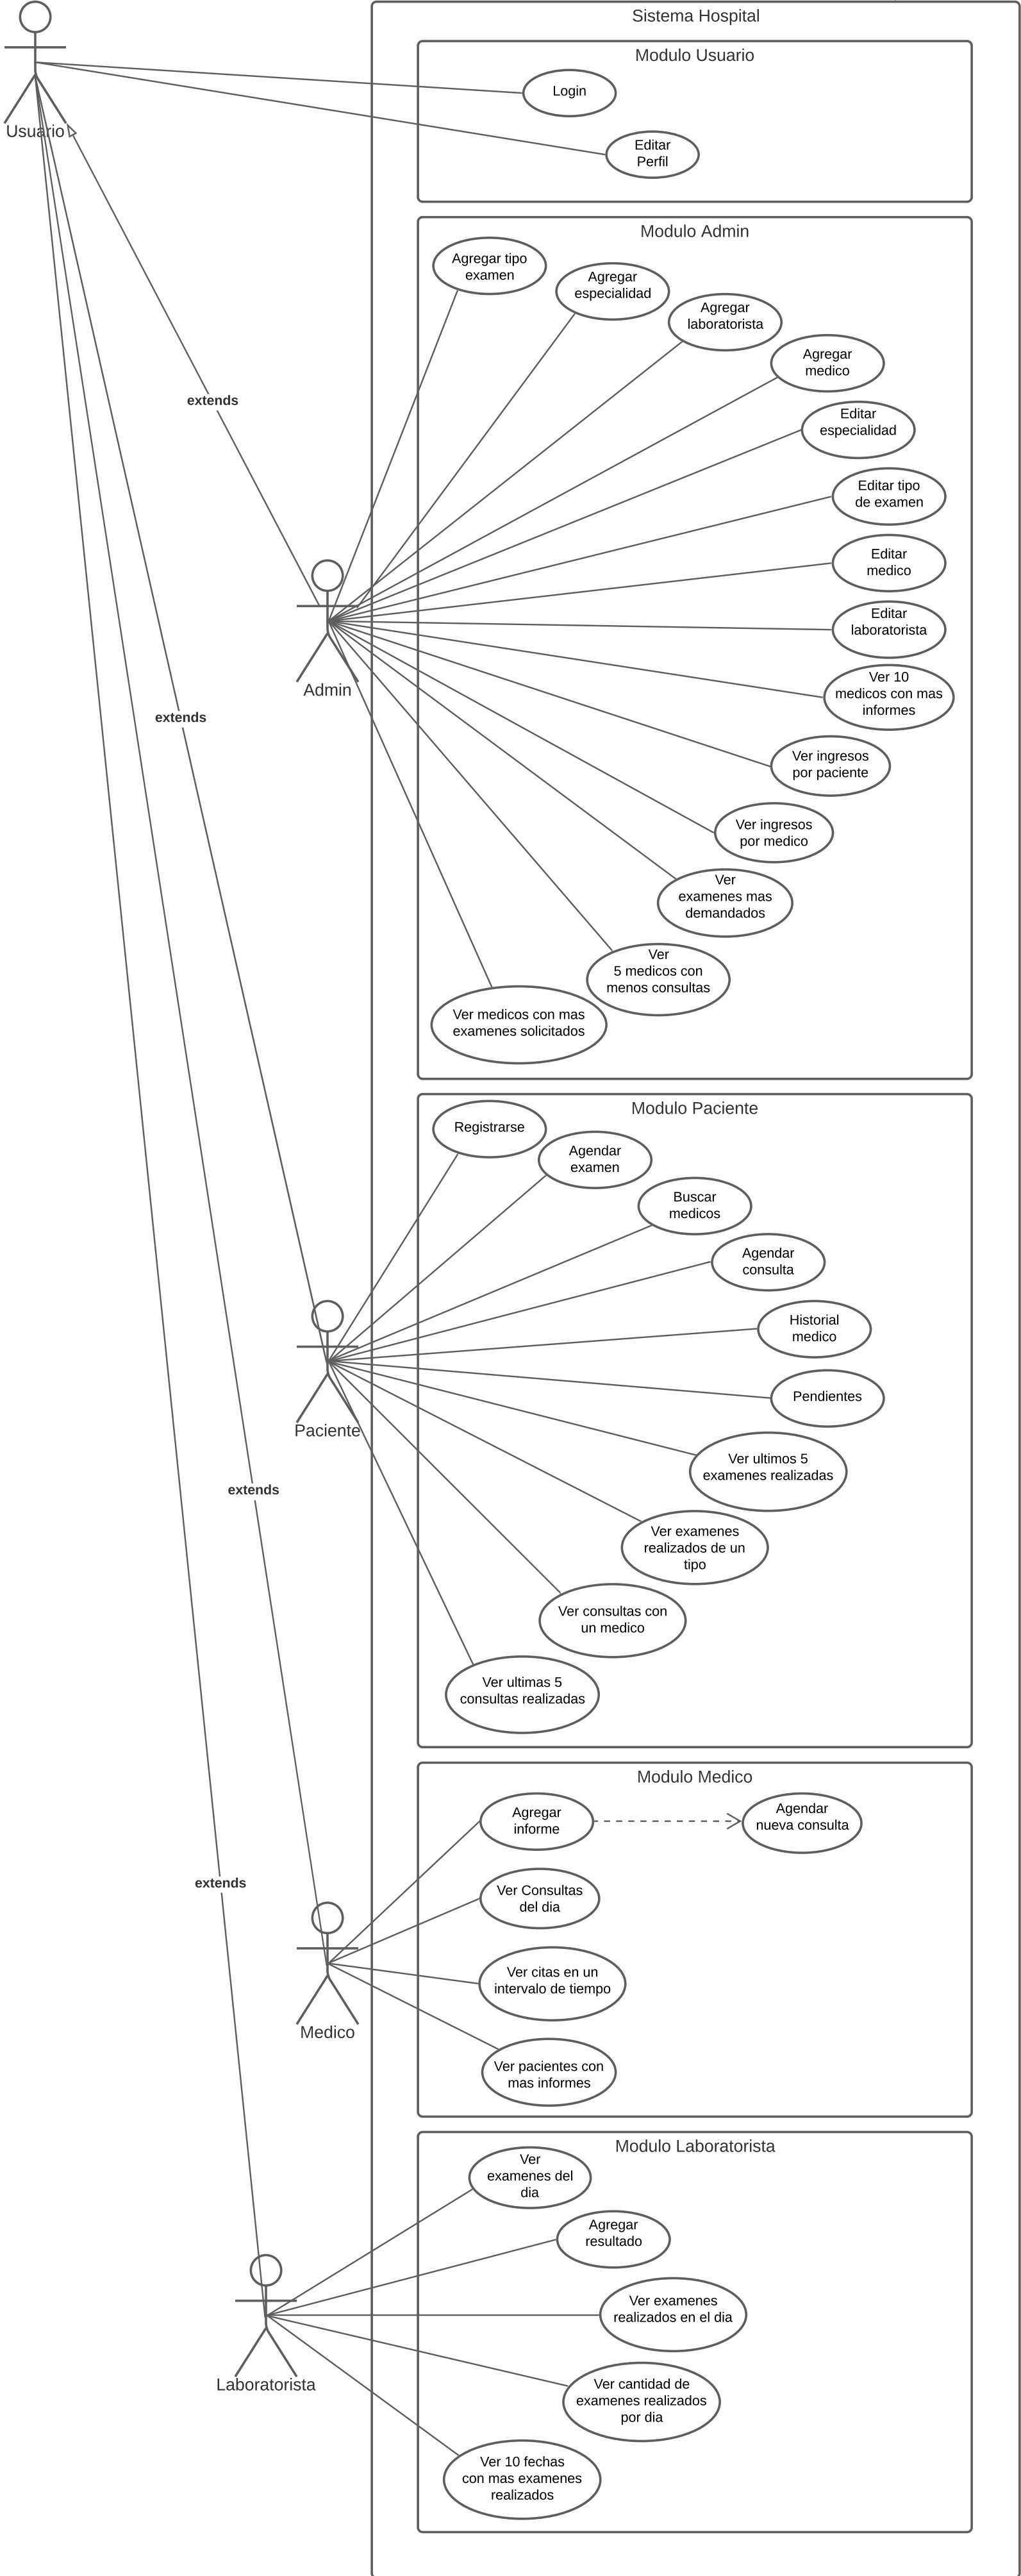 Sistema Hospital
Modulo Usuario
Login
Editar
Perfil
Usuario
Modulo Admin
Agregar tipo
examen
Agregar
especialidad
Agregar
laboratorista
Agregar
medico
Editar
especialidad
Editar tipo
de examen
Editar
medico
Editar
laboratorista
Ver 10
medicos con mas
informes
Ver ingresos
por paciente
Ver ingresos
por medico
Ver
examenes mas
demandados
Ver
5 medicos con
menos consultas
Ver medicos con mas
examenes solicitados
extends
Admin
extends
Modulo Paciente
Registrarse
Agendar
examen
Buscar
medicos
Agendar
consulta
Historial
medico
Pendientes
Ver ultimos 5
examenes realizadas
Ver examenes
realizados de un
tipo
Ver consultas con
un medico
Ver ultimas 5
consultas realizadas
Paciente
extends
Modulo Medico
Agregar
informe
Agendar
nueva consulta
Ver Consultas
del dia
Ver citas en un
intervalo de tiempo
Ver pacientes con
mas informes
extends
Medico
Modulo Laboratorista
Ver
examenes del
dia
Agregar
resultado
Ver examenes
realizados en el dia
Ver cantidad de
examenes realizados
por dia
Ver 10 fechas
con mas examenes
realizados
Laboratorista